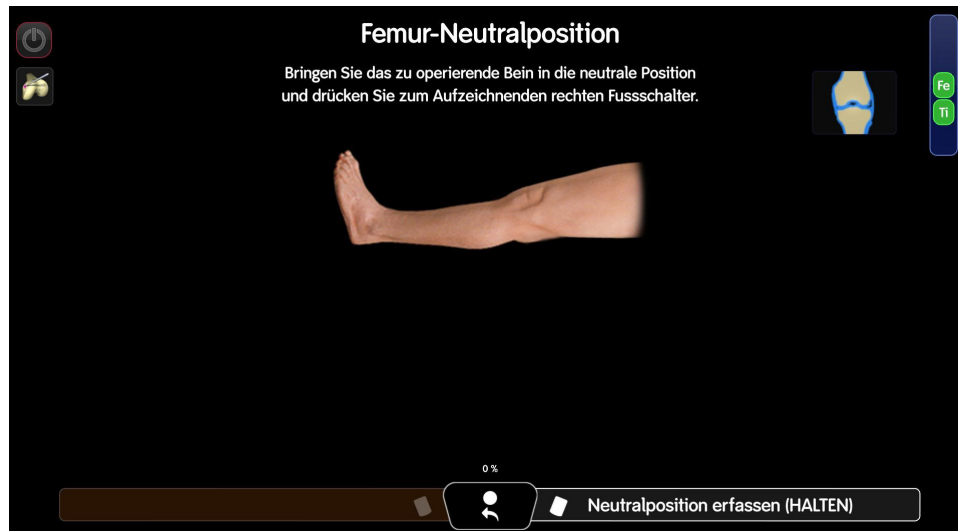 Femur-Neutralposition
Bringen Sie das zu operierende Bein in die neutrale Position
und drücken Sie zum Aufzeichnenden rechten Fussschalter.
Fe
Ti
0 %
Neutralposition erfassen (HALTEN)